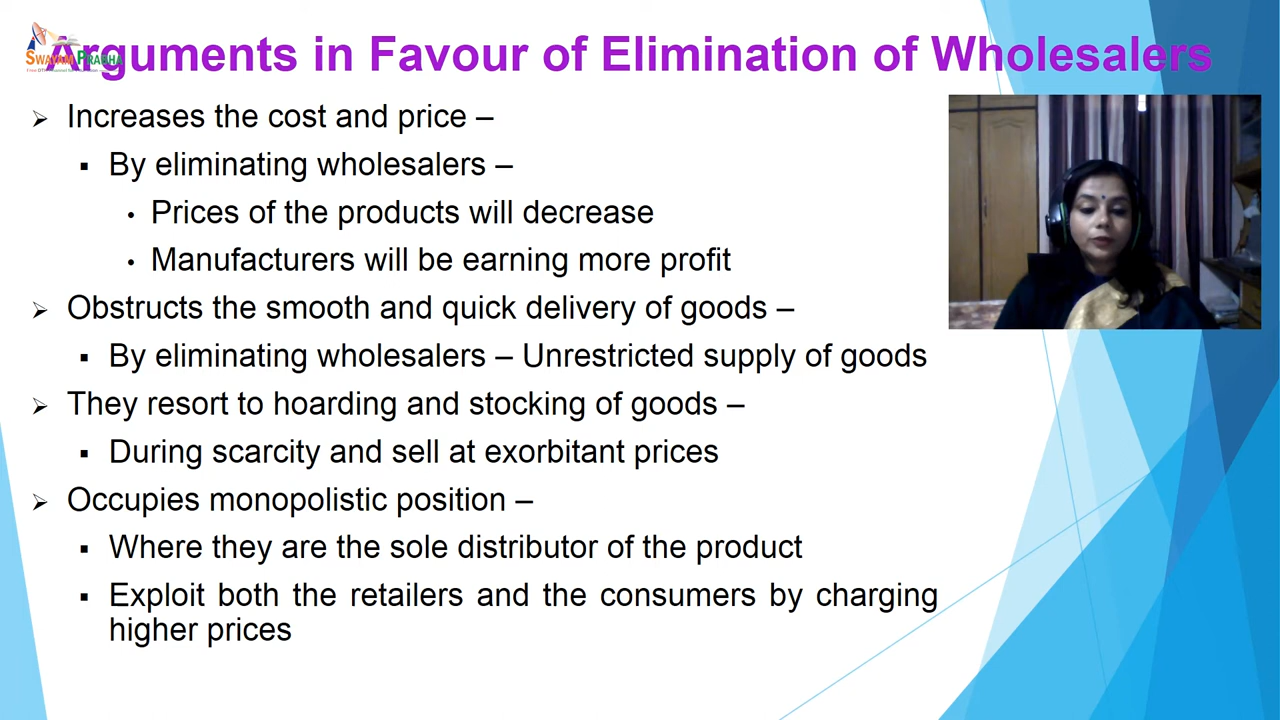 Arguments in Favour of Elimination of Wholesalers
SWAYAM PRABHA
➢ Increases the cost and price –
▪ By eliminating wholesalers –
• Prices of the products will decrease
• Manufacturers will be earning more profit
➢ Obstructs the smooth and quick delivery of goods –
▪ By eliminating wholesalers – Unrestricted supply of goods
➢ They resort to hoarding and stocking of goods –
▪ During scarcity and sell at exorbitant prices
➢ Occupies monopolistic position –
▪ Where they are the sole distributor of the product
▪ Exploit both the retailers and the consumers by charging
higher prices